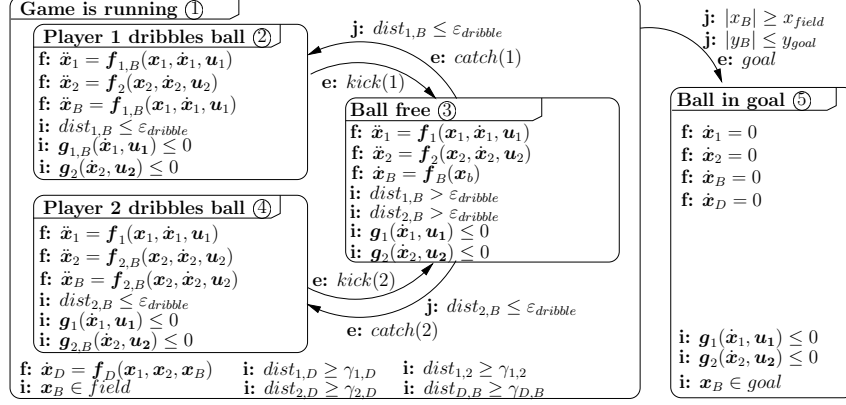 Game is running ①
Player 1 dribbles ball ②
f: ẍ₁ = f₁,B(x₁, ẋ₁, u₁)
f: ẍ₂ = f₂(x₂, ẋ₂, u₂)
f: ẍB = f₁,B(x₁, ẋ₁, u₁)
i: dist₁,B ≤ εdribble
i: g₁,B(ẋ₁, u₁) ≤ 0
i: g₂(ẋ₂, u₂) ≤ 0
j: dist₁,B ≤ εdribble
e: catch(1)
e: kick(1)
Ball free ③
f: ẍ₁ = f₁(x₁, ẋ₁, u₁)
f: ẍ₂ = f₂(x₂, ẋ₂, u₂)
f: ẋB = fB(xb)
i: dist₁,B > εdribble
i: dist₂,B > εdribble
i: g₁(ẋ₁, u₁) ≤ 0
i: g₂(ẋ₂, u₂) ≤ 0
Player 2 dribbles ball ④
f: ẍ₁ = f₁(x₁, ẋ₁, u₁)
f: ẍ₂ = f₂,B(x₂, ẋ₂, u₂)
f: ẍB = f₂,B(x₂, ẋ₂, u₂)
i: dist₂,B ≤ εdribble
i: g₁(ẋ₁, u₁) ≤ 0
i: g₂,B(ẋ₂, u₂) ≤ 0
e: kick(2)
j: dist₂,B ≤ εdribble
e: catch(2)
f: ẋD = fD(x₁, x₂, xB) i: dist₁,D ≥ γ₁,D i: dist₁,₂ ≥ γ₁,₂
i: xB ∈ field i: dist₂,D ≥ γ₂,D i: distD,B ≥ γD,B
j: |xB| ≥ xfield
j: |yB| ≤ ygoal
e: goal
Ball in goal ⑤
f: ẋ₁ = 0
f: ẋ₂ = 0
f: ẋB = 0
f: ẋD = 0
i: g₁(ẋ₁, u₁) ≤ 0
i: g₂(ẋ₂, u₂) ≤ 0
i: xB ∈ goal